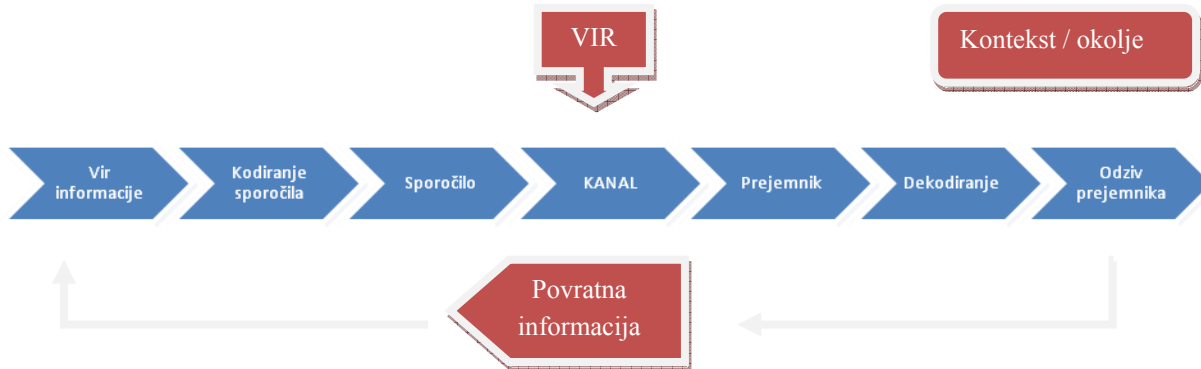 VIR
Kontekst / okolje
Vir
informacije
Kodiranje
sporočila
Sporočilo
KANAL
Prejemnik
Dekodiranje
Odziv
prejemnika
Povratna
informacija